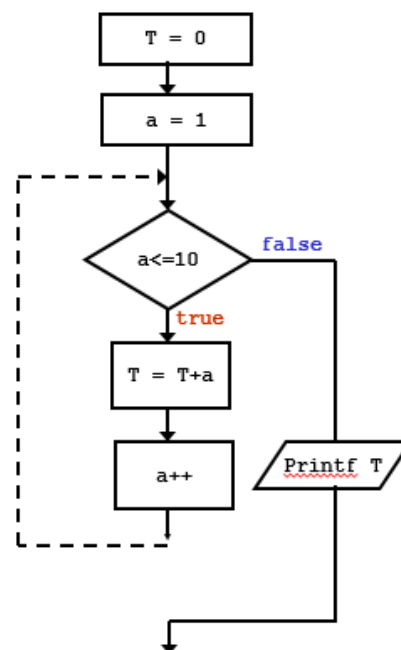 T = 0
a = 1
a<=10
false
true
T = T+a
a++
Printf T